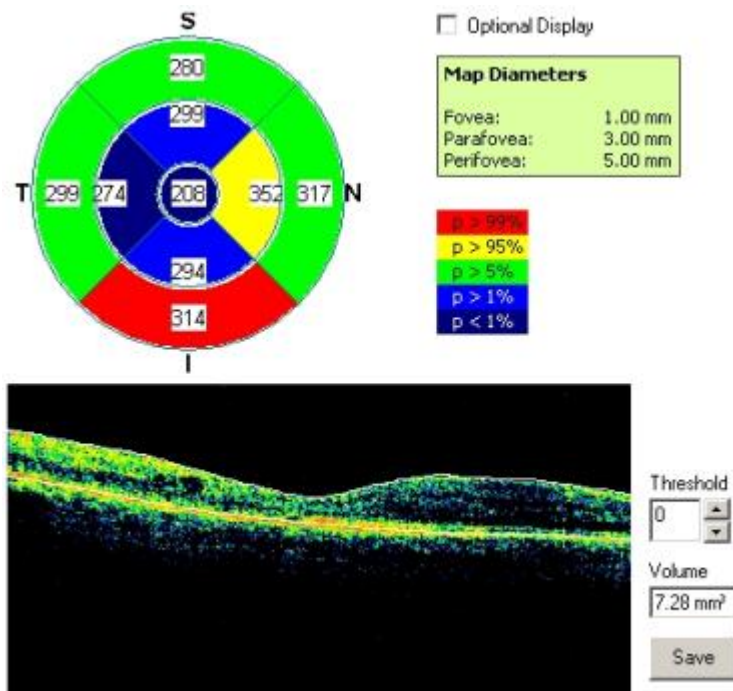 S
280
299
T 299 274 208 352 317 N
294
314
I
Optional Display
Map Diameters
Fovea: 1.00 mm
Parafovea: 3.00 mm
Perifovea: 5.00 mm
p > 99%
p > 95%
p > 5%
p > 1%
p < 1%
Threshold
0
Volume
7.28 mm³
Save